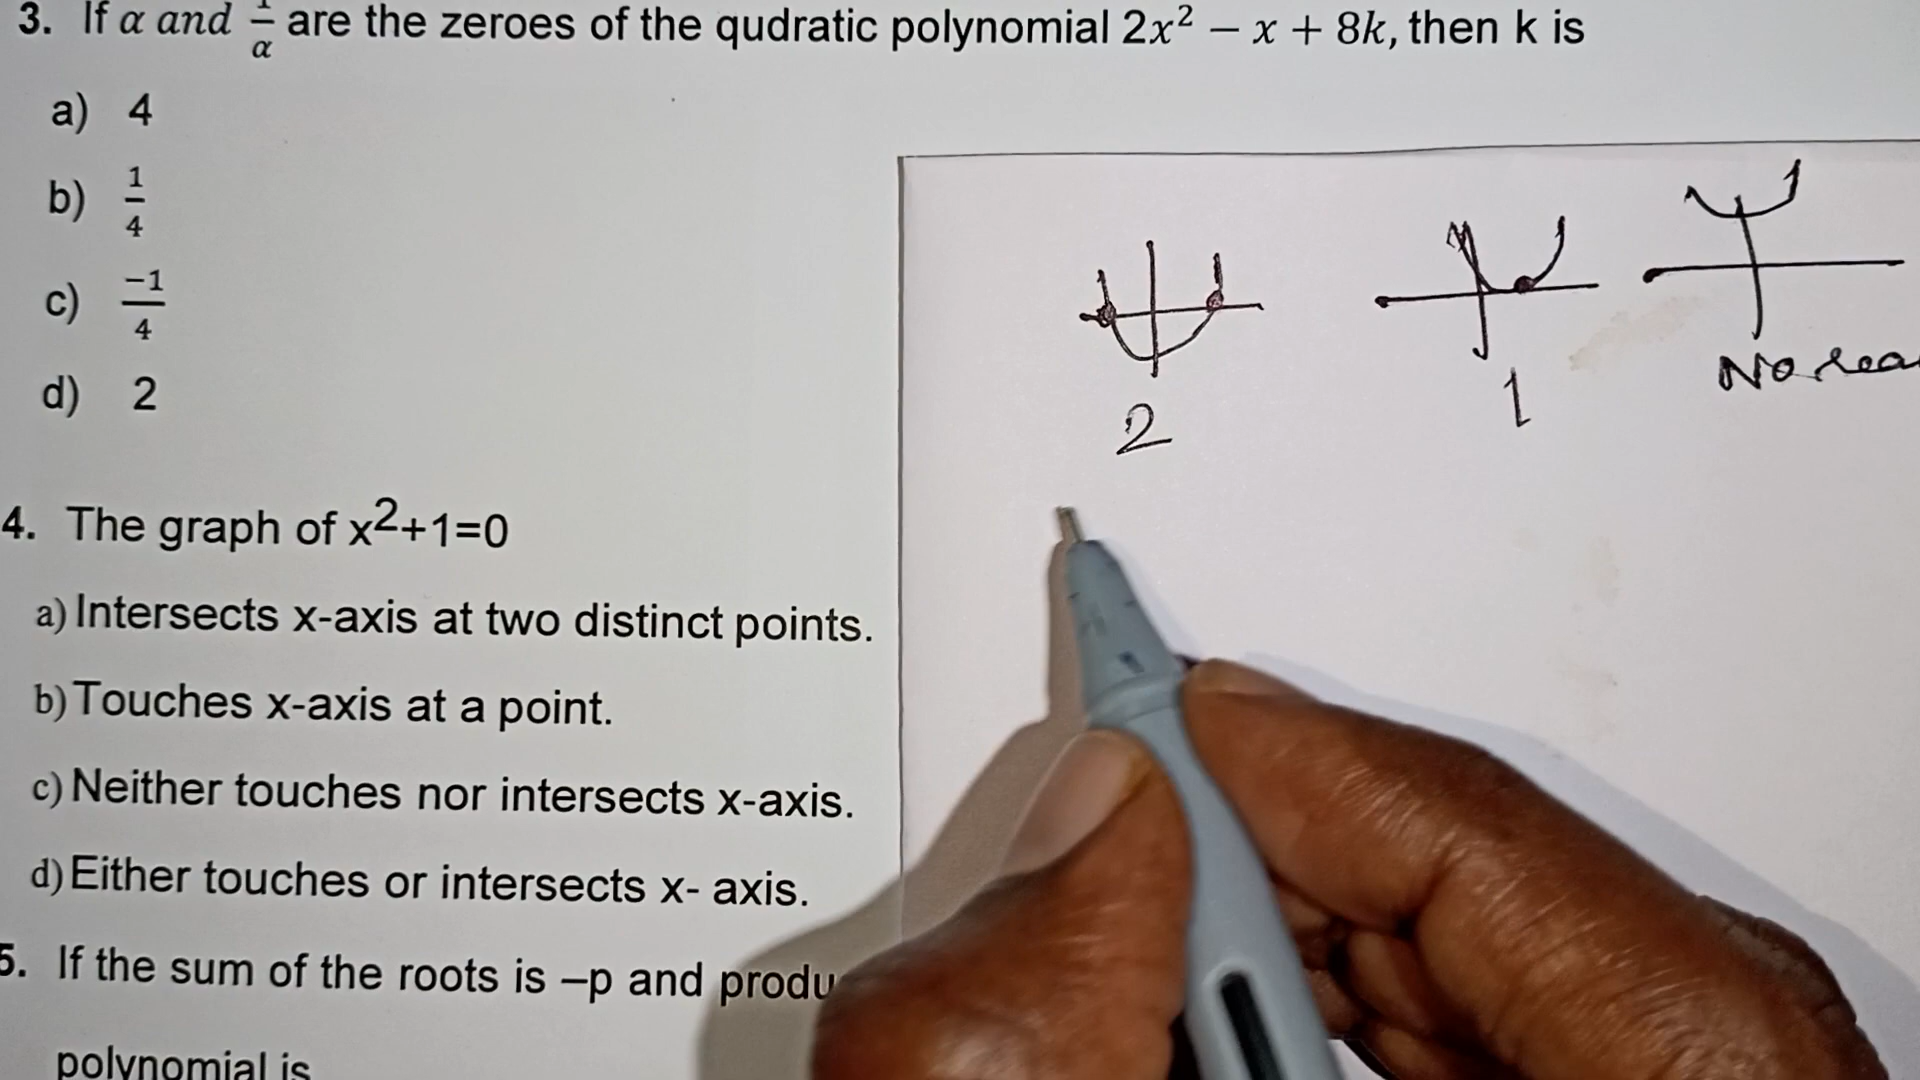 3. If α and 1/α are the zeroes of the qudratic polynomial 2x² − x + 8k, then k is
a) 4
b) 1/4
c) −1/4
d) 2
2
1
No
4. The graph of x²+1=0
a) Intersects x-axis at two distinct points.
b) Touches x-axis at a point.
c) Neither touches nor intersects x-axis.
d) Either touches or intersects x- axis.
5. If the sum of the roots is –p and
polynomial is